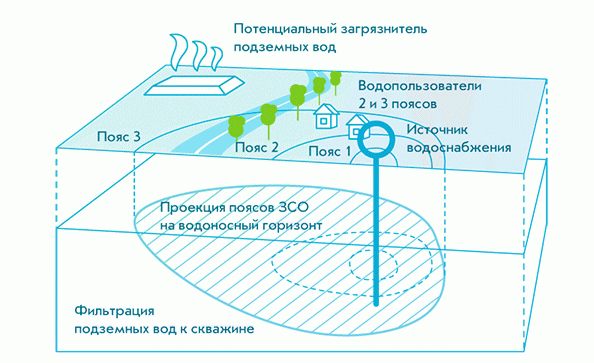 Потенциальный загрязнитель
подземных вод
Водопользователи
2 и 3 поясов
Источник
водоснабжения
Пояс 3
Пояс 2
Пояс 1
Проекция поясов ЗСО
на водоносный горизонт
Фильтрация
подземных вод к скважине